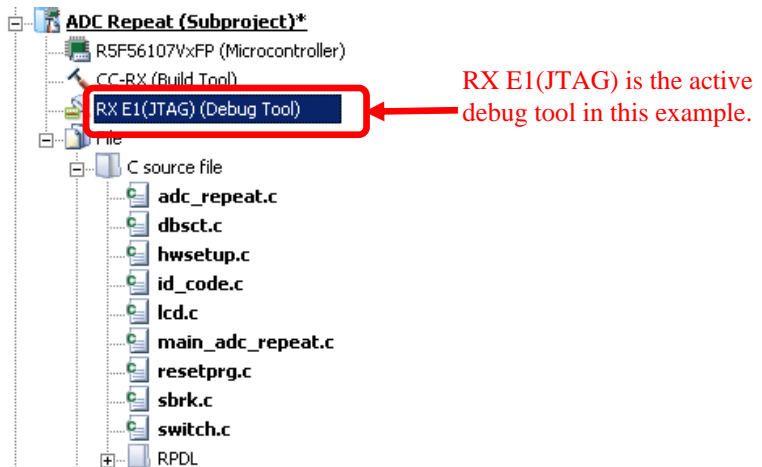 ADC Repeat (Subproject)*
R5F56107VxFP (Microcontroller)
CC-RX (Build Tool)
RX E1(JTAG) (Debug Tool)
RX E1(JTAG) is the active
debug tool in this example.
File
C source file
adc_repeat.c
dbsct.c
hwsetup.c
id_code.c
lcd.c
main_adc_repeat.c
resetprg.c
sbrk.c
switch.c
RPDL